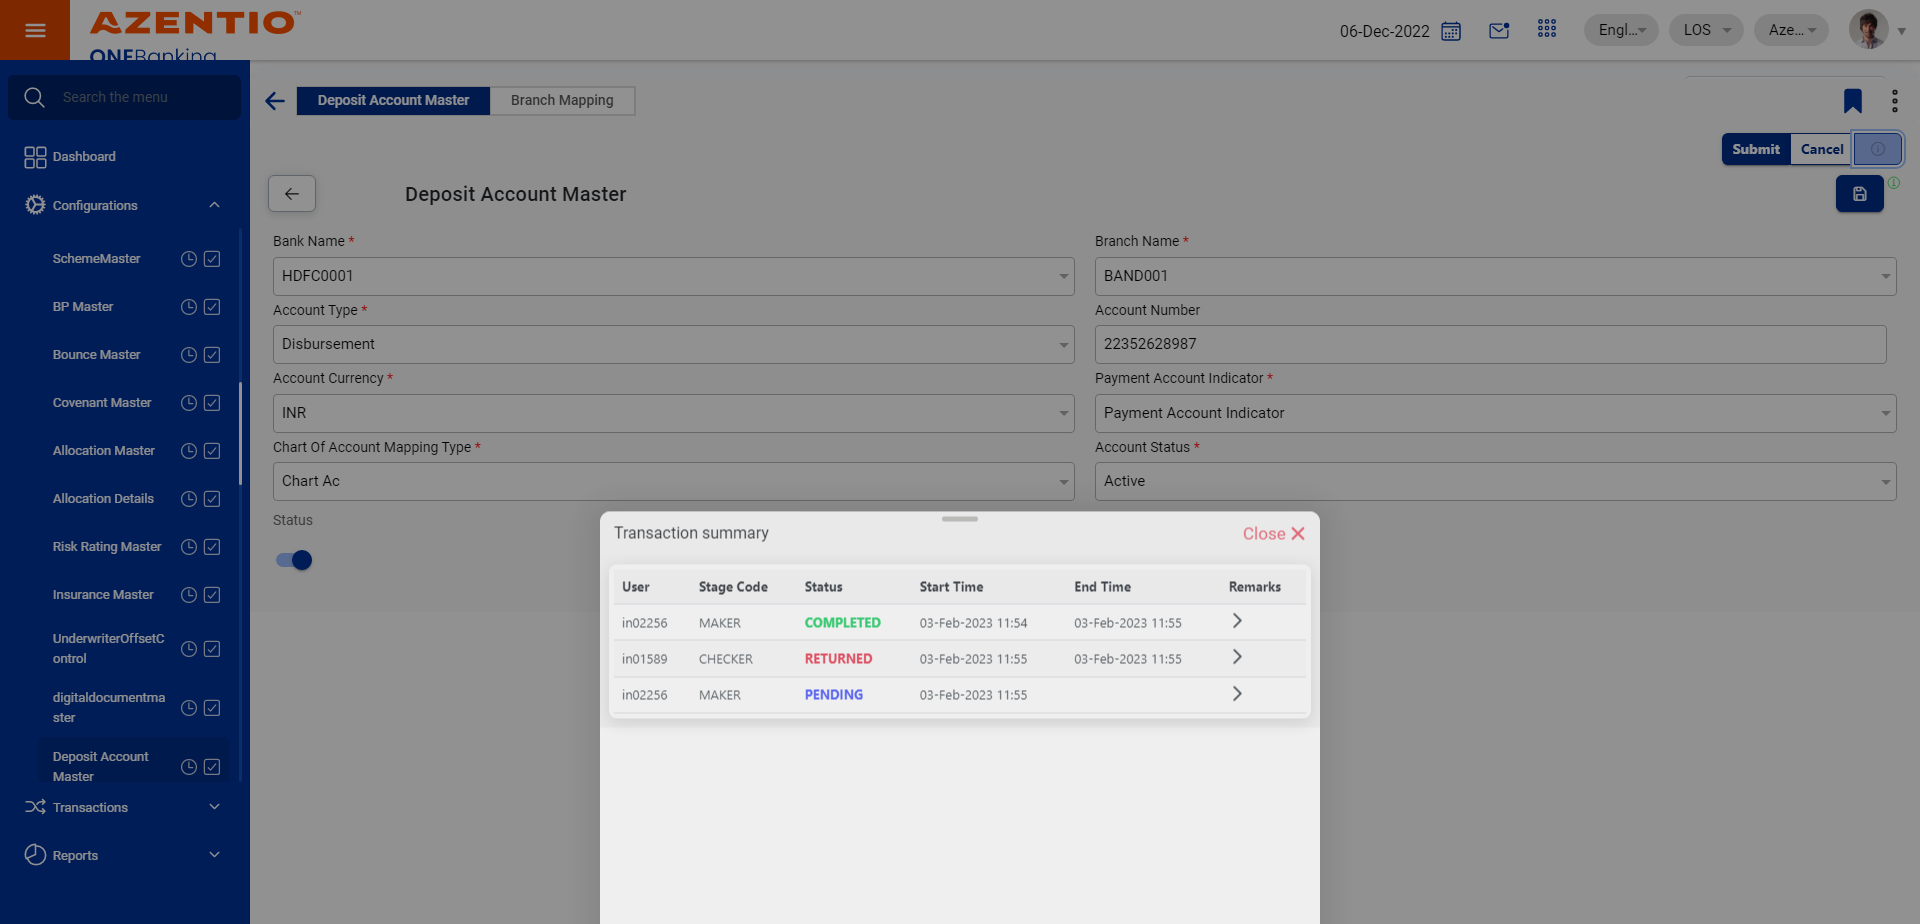 AZENTIO™
ONEBanking
06-Dec-2022
Engl...
LOS
Aze...
Search the menu
Dashboard
Configurations
SchemeMaster
BP Master
Bounce Master
Covenant Master
Allocation Master
Allocation Details
Risk Rating Master
Insurance Master
UnderwriterOffsetC
ontrol
digitaldocumentma
ster
Deposit Account
Master
Transactions
Reports
Deposit Account Master
Branch Mapping
Submit
Cancel
Deposit Account Master
Bank Name *
HDFC0001
Branch Name *
BAND001
Account Type *
Disbursement
Account Number
22352628987
Account Currency *
INR
Payment Account Indicator *
Payment Account Indicator
Chart Of Account Mapping Type *
Chart Ac
Account Status *
Active
Status
Transaction summary
Close
User Stage Code Status Start Time End Time Remarks
in02256 MAKER COMPLETED 03-Feb-2023 11:54 03-Feb-2023 11:55
in01589 CHECKER RETURNED 03-Feb-2023 11:55 03-Feb-2023 11:55
in02256 MAKER PENDING 03-Feb-2023 11:55